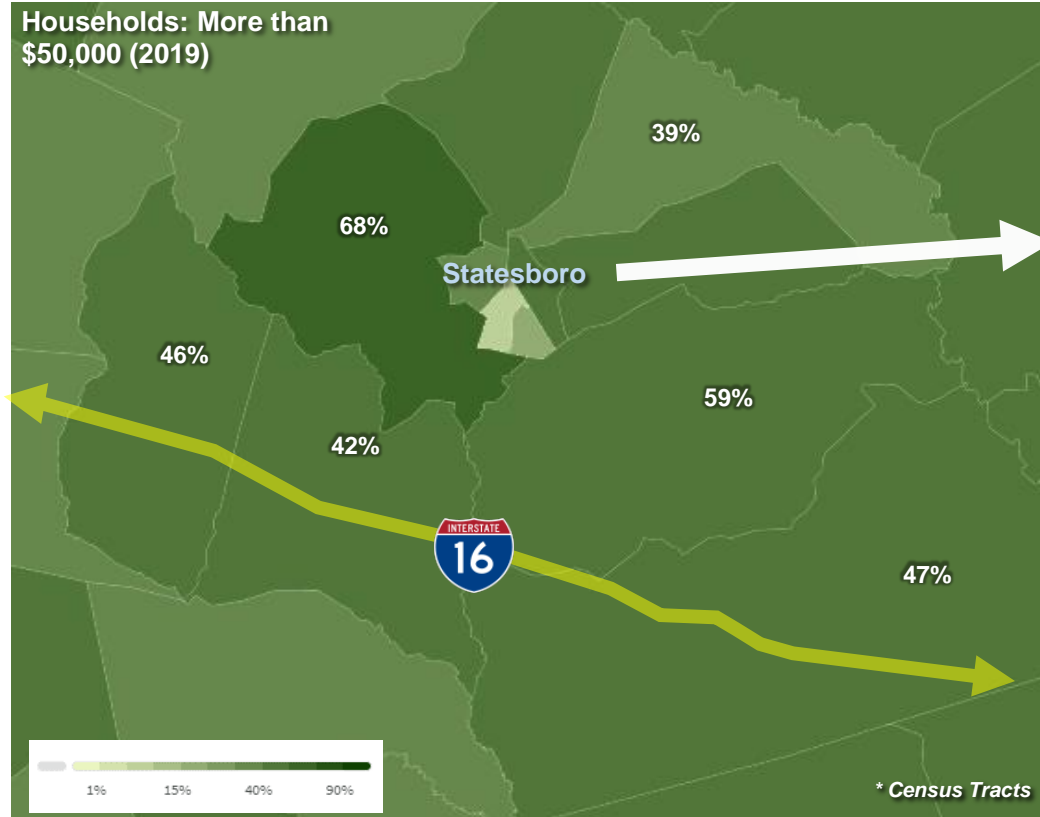 Households: More than
$50,000 (2019)
39%
68%
Statesboro
46%
59%
42%
INTERSTATE
16
47%
1% 15% 40% 90%
* Census Tracts